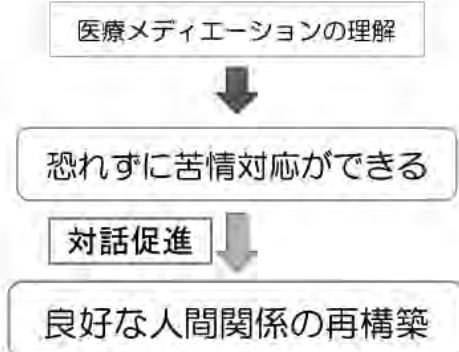 医療メディエーションの理解
恐れずに苦情対応ができる
対話促進
良好な人間関係の再構築